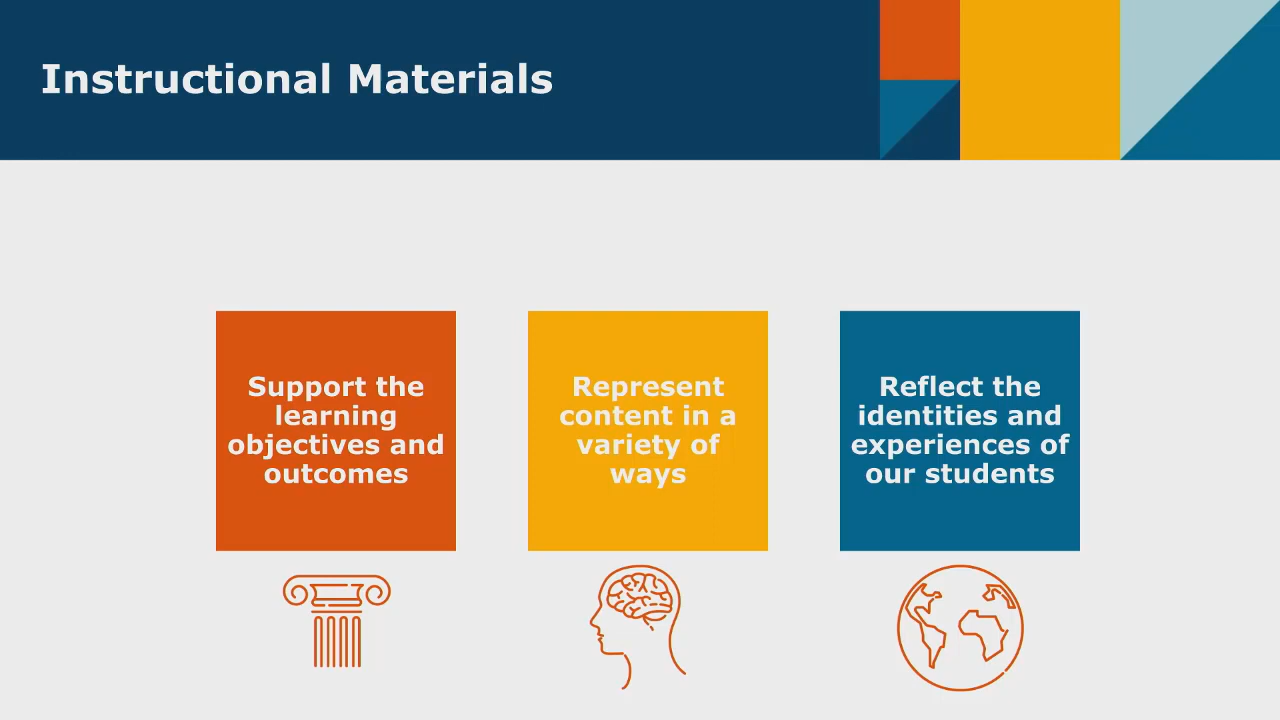 Instructional Materials
Support the
learning
objectives and
outcomes
Represent
content in a
variety of
ways
Reflect the
identities and
experiences of
our students